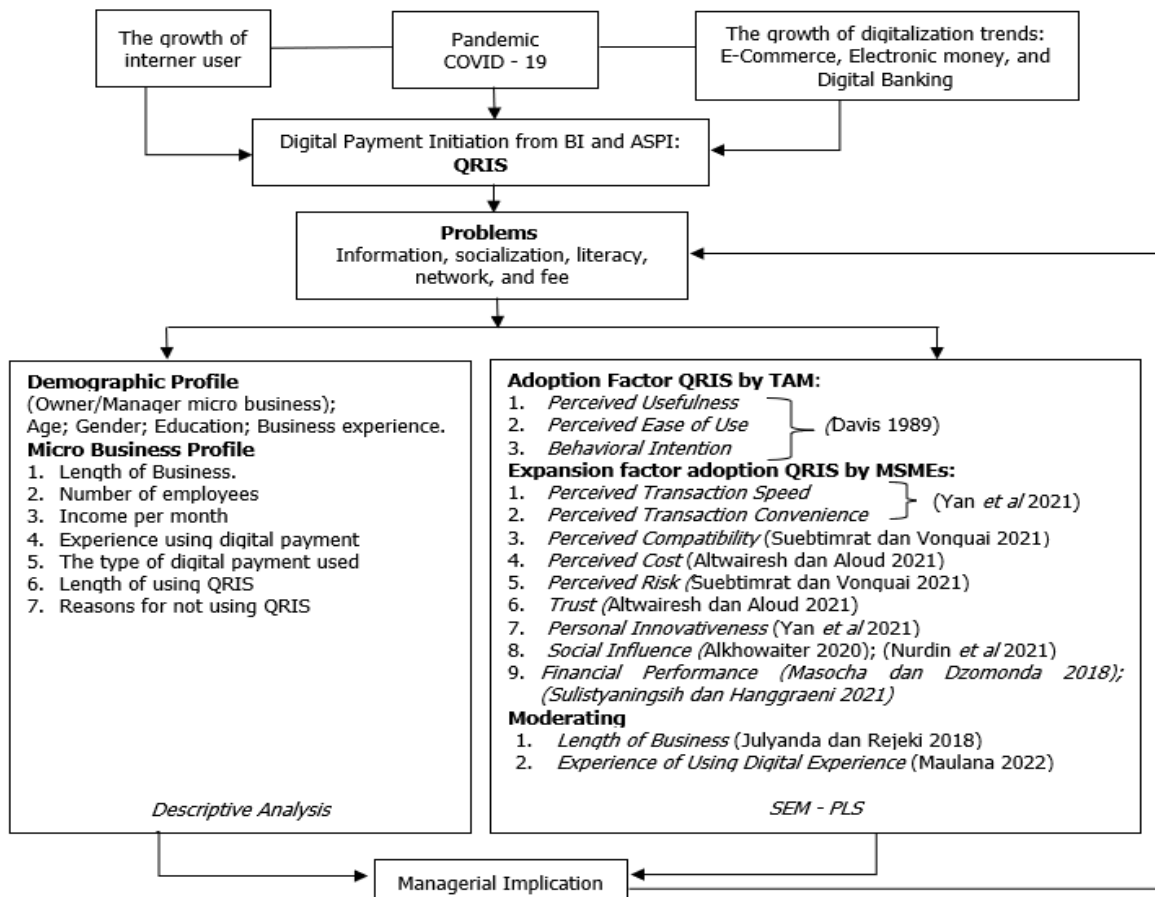 The growth of
interner user
Pandemic
COVID - 19
The growth of digitalization trends:
E-Commerce, Electronic money, and
Digital Banking
Digital Payment Initiation from BI and ASPI:
QRIS
Problems
Information, socialization, literacy,
network, and fee
Demographic Profile
(Owner/Manager micro business);
Age; Gender; Education; Business experience.
Micro Business Profile
1. Length of Business.
2. Number of employees
3. Income per month
4. Experience using digital payment
5. The type of digital payment used
6. Length of using QRIS
7. Reasons for not using QRIS
Descriptive Analysis
Adoption Factor QRIS by TAM:
1. Perceived Usefulness
2. Perceived Ease of Use
3. Behavioral Intention
(Davis 1989)
Expansion factor adoption QRIS by MSMEs:
1. Perceived Transaction Speed
2. Perceived Transaction Convenience
(Yan et al 2021)
3. Perceived Compatibility (Suebtimrat dan Vonquai 2021)
4. Perceived Cost (Altwairesh dan Aloud 2021)
5. Perceived Risk (Suebtimrat dan Vonquai 2021)
6. Trust (Altwairesh dan Aloud 2021)
7. Personal Innovativeness (Yan et al 2021)
8. Social Influence (Alkhowaiter 2020); (Nurdin et al 2021)
9. Financial Performance (Masocha dan Dzomonda 2018);
(Sulistyaningsih dan Hanggraeni 2021)
Moderating
1. Length of Business (Julyanda dan Rejeki 2018)
2. Experience of Using Digital Experience (Maulana 2022)
SEM - PLS
Managerial Implication